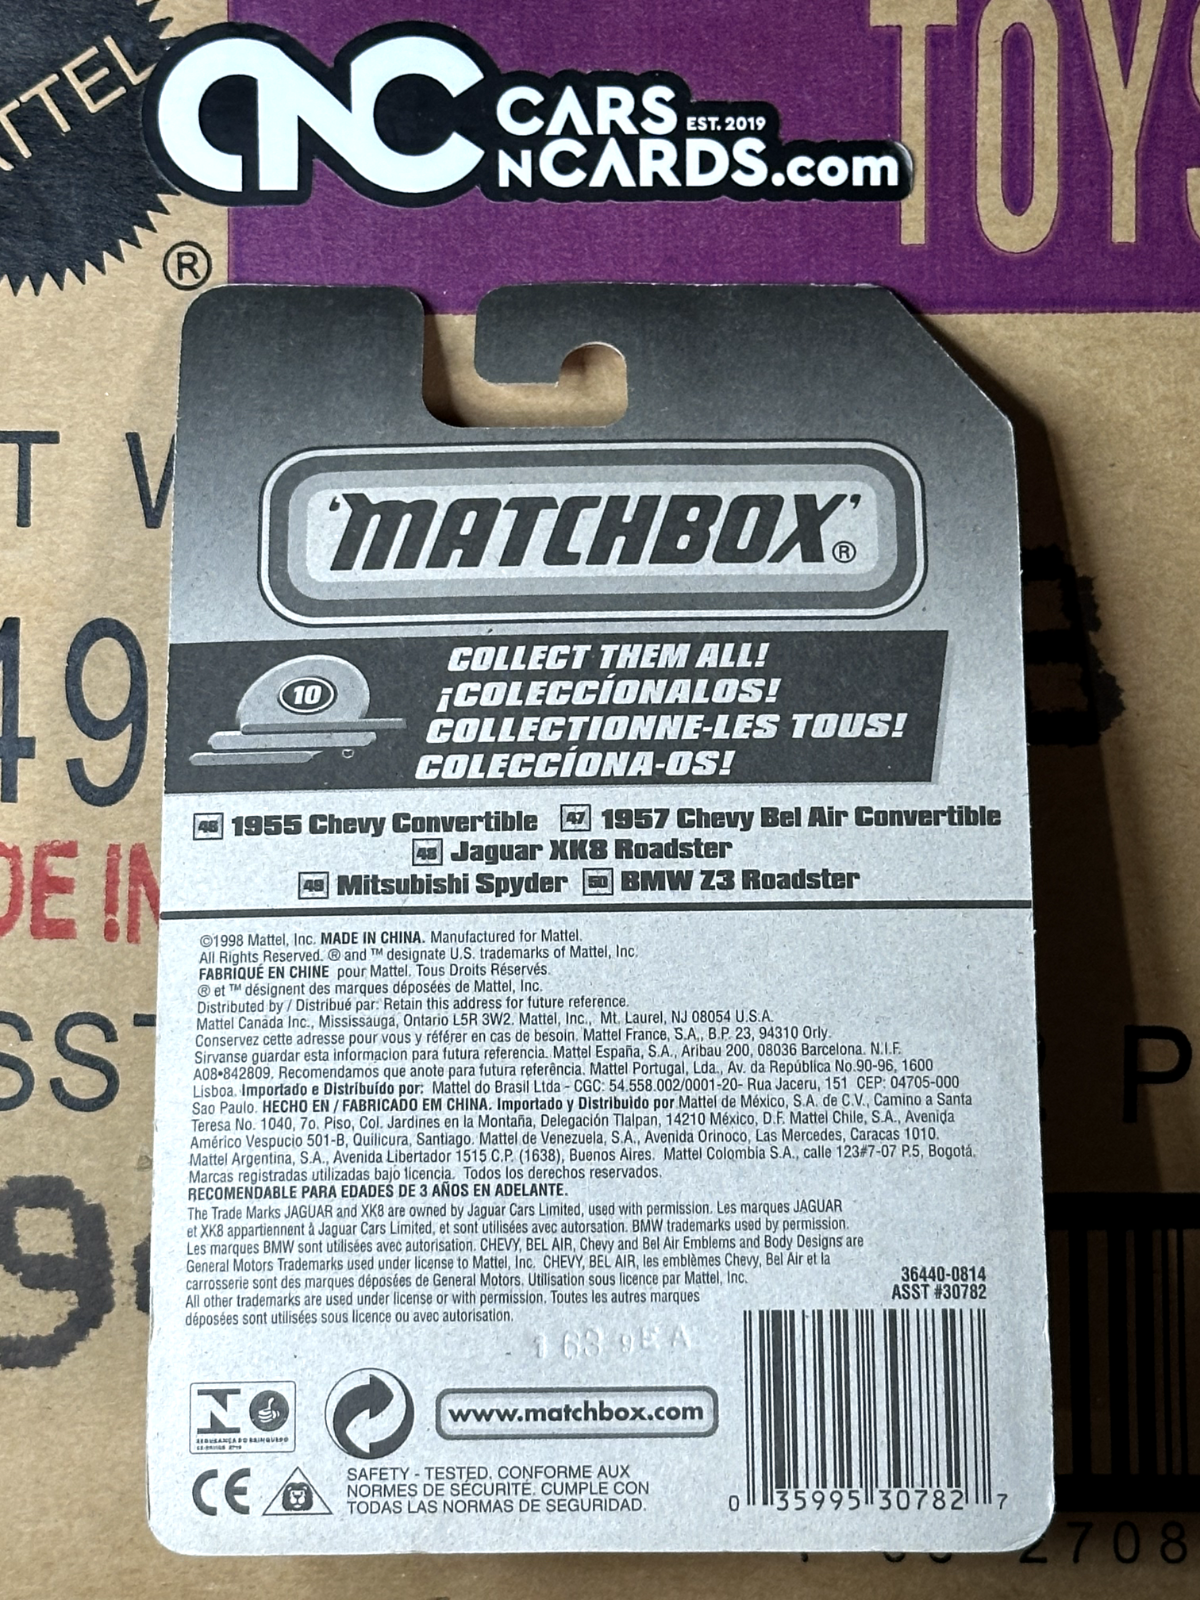 MATTEL
®
TOYS
CNC CARS EST. 2019
NCARDS.com
'MATCHBOX'®
10
COLLECT THEM ALL!
¡COLECCÍONALOS!
COLLECTIONNE-LES TOUS!
COLECCÍONA-OS!
46 1955 Chevy Convertible 47 1957 Chevy Bel Air Convertible
48 Jaguar XK8 Roadster
49 Mitsubishi Spyder 50 BMW Z3 Roadster
©1998 Mattel, Inc. MADE IN CHINA. Manufactured for Mattel.
All Rights Reserved. ® and ™ designate U.S. trademarks of Mattel, Inc.
FABRIQUÉ EN CHINE pour Mattel. Tous Droits Réservés.
® et ™ désignent des marques déposées de Mattel, Inc.
Distributed by / Distribué par: Retain this address for future reference.
Mattel Canada Inc., Mississauga, Ontario L5R 3W2. Mattel, Inc., Mt. Laurel, NJ 08054 U.S.A.
Conservez cette adresse pour vous y référer en cas de besoin. Mattel France, S.A., B.P. 23, 94310 Orly.
Sirvanse guardar esta informacion para futura referencia. Mattel España, S.A., Aribau 200, 08036 Barcelona. N.I.F.
A08•842809. Recomendamos que anote para futura referência. Mattel Portugal, Lda., Av. da República No.90-96, 1600
Lisboa. Importado e Distribuído por: Mattel do Brasil Ltda - CGC: 54.558.002/0001-20- Rua Jaceru, 151 CEP: 04705-000
Sao Paulo. HECHO EN / FABRICADO EM CHINA. Importado y Distribuido por Mattel de México, S.A. de C.V., Camino a Santa
Teresa No. 1040, 7o. Piso, Col. Jardines en la Montaña, Delegación Tlalpan, 14210 México, D.F. Mattel Chile, S.A., Avenida
Américo Vespucio 501-B, Quilicura, Santiago. Mattel de Venezuela, S.A., Avenida Orinoco, Las Mercedes, Caracas 1010.
Mattel Argentina, S.A., Avenida Libertador 1515 C.P. (1638), Buenos Aires. Mattel Colombia S.A., calle 123#7-07 P.5, Bogotá.
Marcas registradas utilizadas bajo licencia. Todos los derechos reservados.
RECOMENDABLE PARA EDADES DE 3 AÑOS EN ADELANTE.
The Trade Marks JAGUAR and XK8 are owned by Jaguar Cars Limited, used with permission. Les marques JAGUAR
et XK8 appartiennent à Jaguar Cars Limited, et sont utilisées avec autorsation. BMW trademarks used by permission.
Les marques BMW sont utilisées avec autorisation. CHEVY, BEL AIR, Chevy and Bel Air Emblems and Body Designs are
General Motors Trademarks used under license to Mattel, Inc. CHEVY, BEL AIR, les emblèmes Chevy, Bel Air et la
carrosserie sont des marques déposées de General Motors. Utilisation sous licence par Mattel, Inc.
All other trademarks are used under license or with permission. Toutes les autres marques
déposées sont utilisées sous licence ou avec autorisation.
36440-0814
ASST #30782
www.matchbox.com
SEGURANÇA DO BRINQUEDO
CE
SAFETY - TESTED. CONFORME AUX
NORMES DE SÉCURITÉ. CUMPLE CON
TODAS LAS NORMAS DE SEGURIDAD.
0 35995 30782 7
T W
49
DE IN
SST
P
9
2708